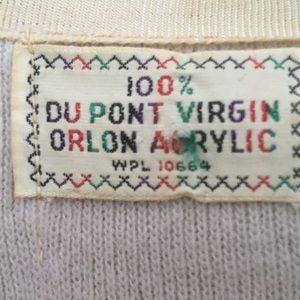 100%
DU PONT VIRGIN
ORLON ACRYLIC
WPL 10664